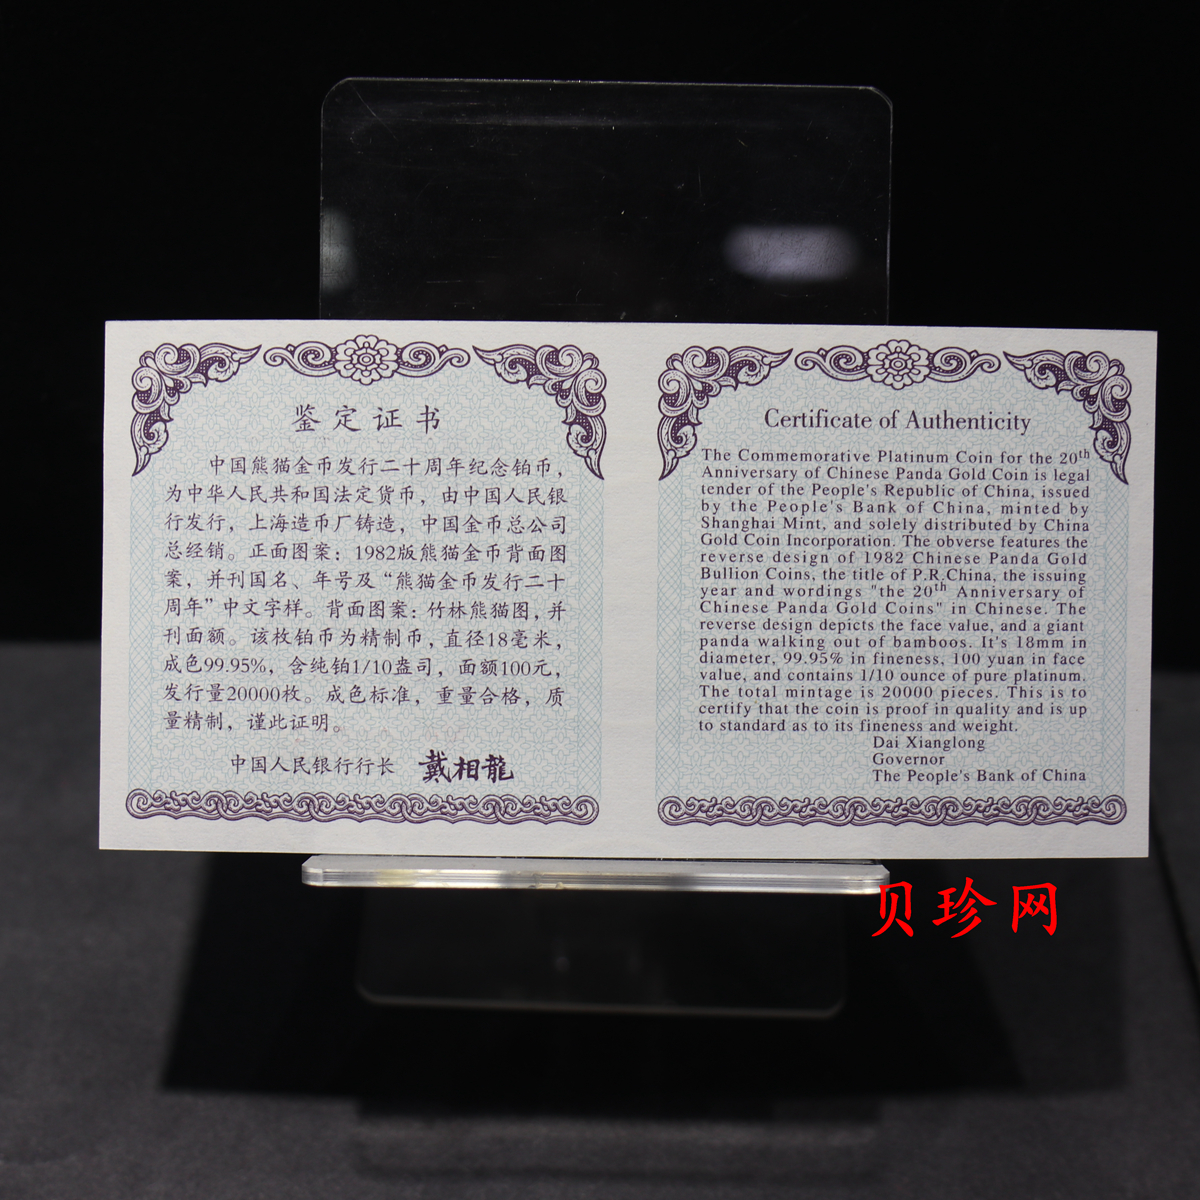 鉴定证书
中国熊猫金币发行二十周年纪念铂币，
为中华人民共和国法定货币，由中国人民银
行发行，上海造币厂铸造，中国金币总公司
总经销。正面图案：1982版熊猫金币背面图
案，并刊国名、年号及“熊猫金币发行二十
周年”中文字样。背面图案：竹林熊猫图，并
刊面额。该枚铂币为精制币，直径18毫米，
成色99.95%，含纯铂1/10盎司，面额100元，
发行量20000枚。成色标准，重量合格，质
量精制，谨此证明。
中国人民银行行长 戴相龍
Certificate of Authenticity
The Commemorative Platinum Coin for the 20th
Anniversary of Chinese Panda Gold Coin is legal
tender of the People's Republic of China, issued
by the People's Bank of China, minted by
Shanghai Mint, and solely distributed by China
Gold Coin Incorporation. The obverse features the
reverse design of 1982 Chinese Panda Gold
Bullion Coins, the title of P.R.China, the issuing
year and wordings "the 20th Anniversary of
Chinese Panda Gold Coins" in Chinese. The
reverse design depicts the face value, and a giant
panda walking out of bamboos. It's 18mm in
diameter, 99.95% in fineness, 100 yuan in face
value, and contains 1/10 ounce of pure platinum.
The total mintage is 20000 pieces. This is to
certify that the coin is proof in quality and is up
to standard as to its fineness and weight.
Dai Xianglong
Governor
The People's Bank of China
贝珍网